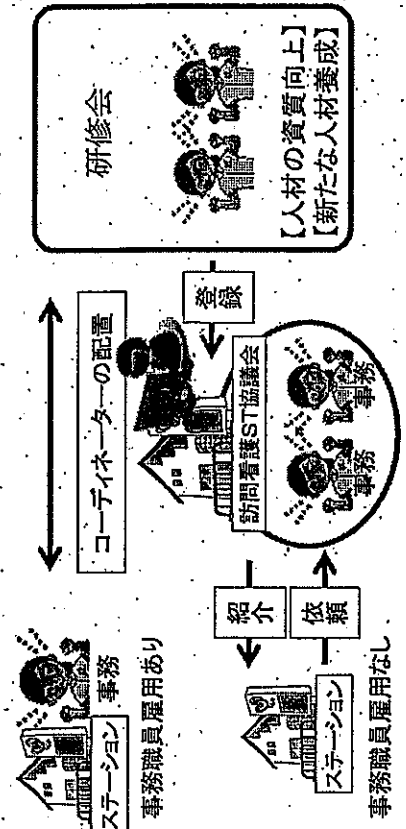 研修会
【人材の資質向上】
【新たな人材養成】
コーディネーターの配置
登録
訪問看護ST協議会
事務
事務
紹介
依頼
ステーション
事務
事務職員雇用あり
ステーション
事務職員雇用なし